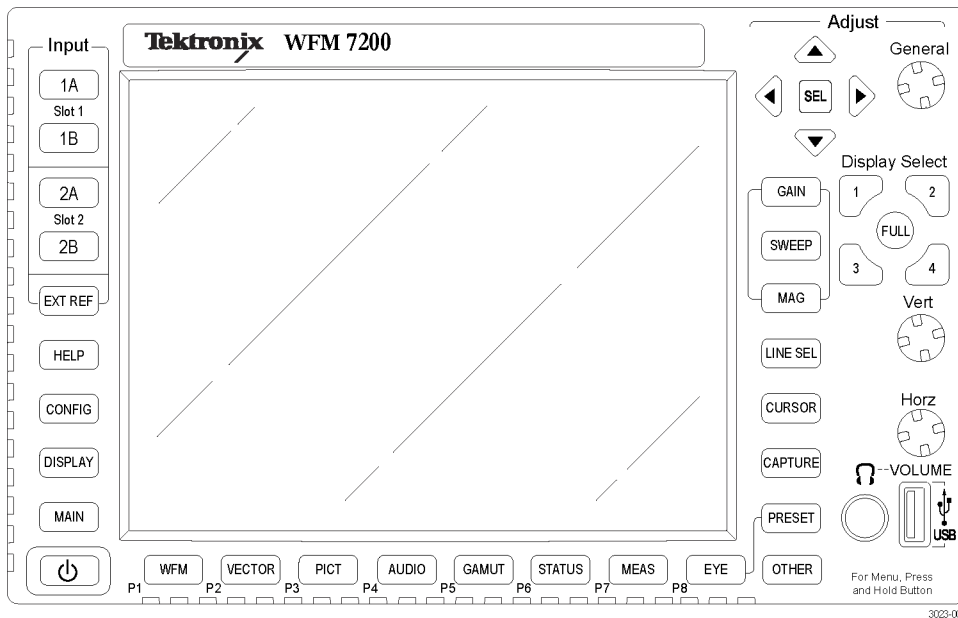 Tektronix WFM 7200
Input
1A
Slot 1
1B
2A
Slot 2
2B
EXT REF
HELP
CONFIG
DISPLAY
MAIN
Adjust
General
SEL
Display Select
1
2
FULL
3
4
GAIN
SWEEP
MAG
Vert
LINE SEL
CURSOR
Horz
CAPTURE
VOLUME
PRESET
USB
WFM
VECTOR
PICT
AUDIO
GAMUT
STATUS
MEAS
EYE
OTHER
P1
P2
P3
P4
P5
P6
P7
P8
For Menu, Press
and Hold Button